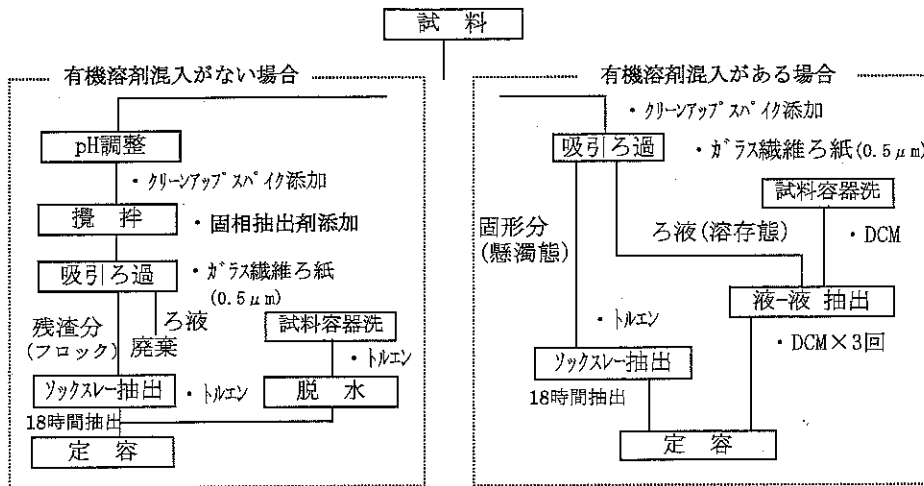 試料
有機溶剤混入がない場合
pH調整
・クリーンアップスパイク添加
攪拌
・固相抽出剤添加
吸引ろ過
・ガラス繊維ろ紙
(0.5μm)
残渣分
(フロック)
ろ液
廃棄
試料容器洗
・トルエン
ソックスレー抽出
・トルエン
脱水
18時間抽出
定容
有機溶剤混入がある場合
・クリーンアップスパイク添加
吸引ろ過
・ガラス繊維ろ紙(0.5μm)
試料容器洗
固形分
(懸濁態)
ろ液(溶存態)
・DCM
液-液 抽出
・トルエン
・DCM×3回
ソックスレー抽出
18時間抽出
定容